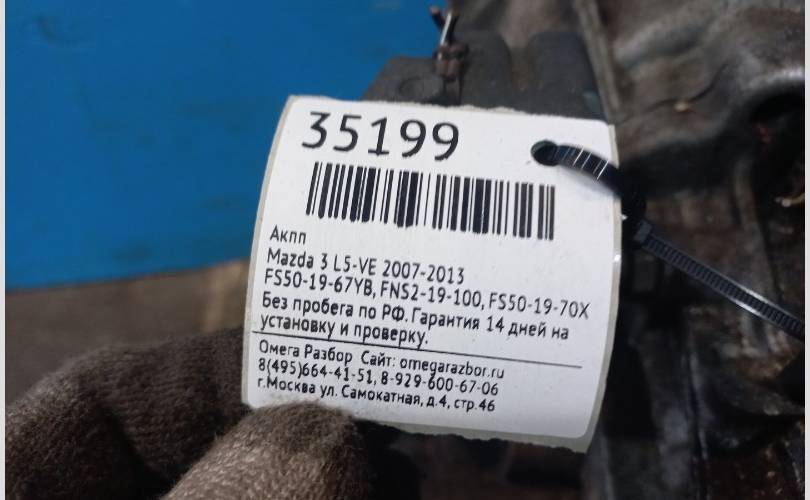 35199
Акпп
Mazda 3 L5-VE 2007-2013
FS50-19-67YB, FNS2-19-100, FS50-19-70X
Без пробега по РФ. Гарантия 14 дней на
установку и проверку.
Омега Разбор Сайт: omegarazbor.ru
8(495)664-41-51, 8-929-600-67-06
г.Москва ул. Самокатная, д.4, стр.46